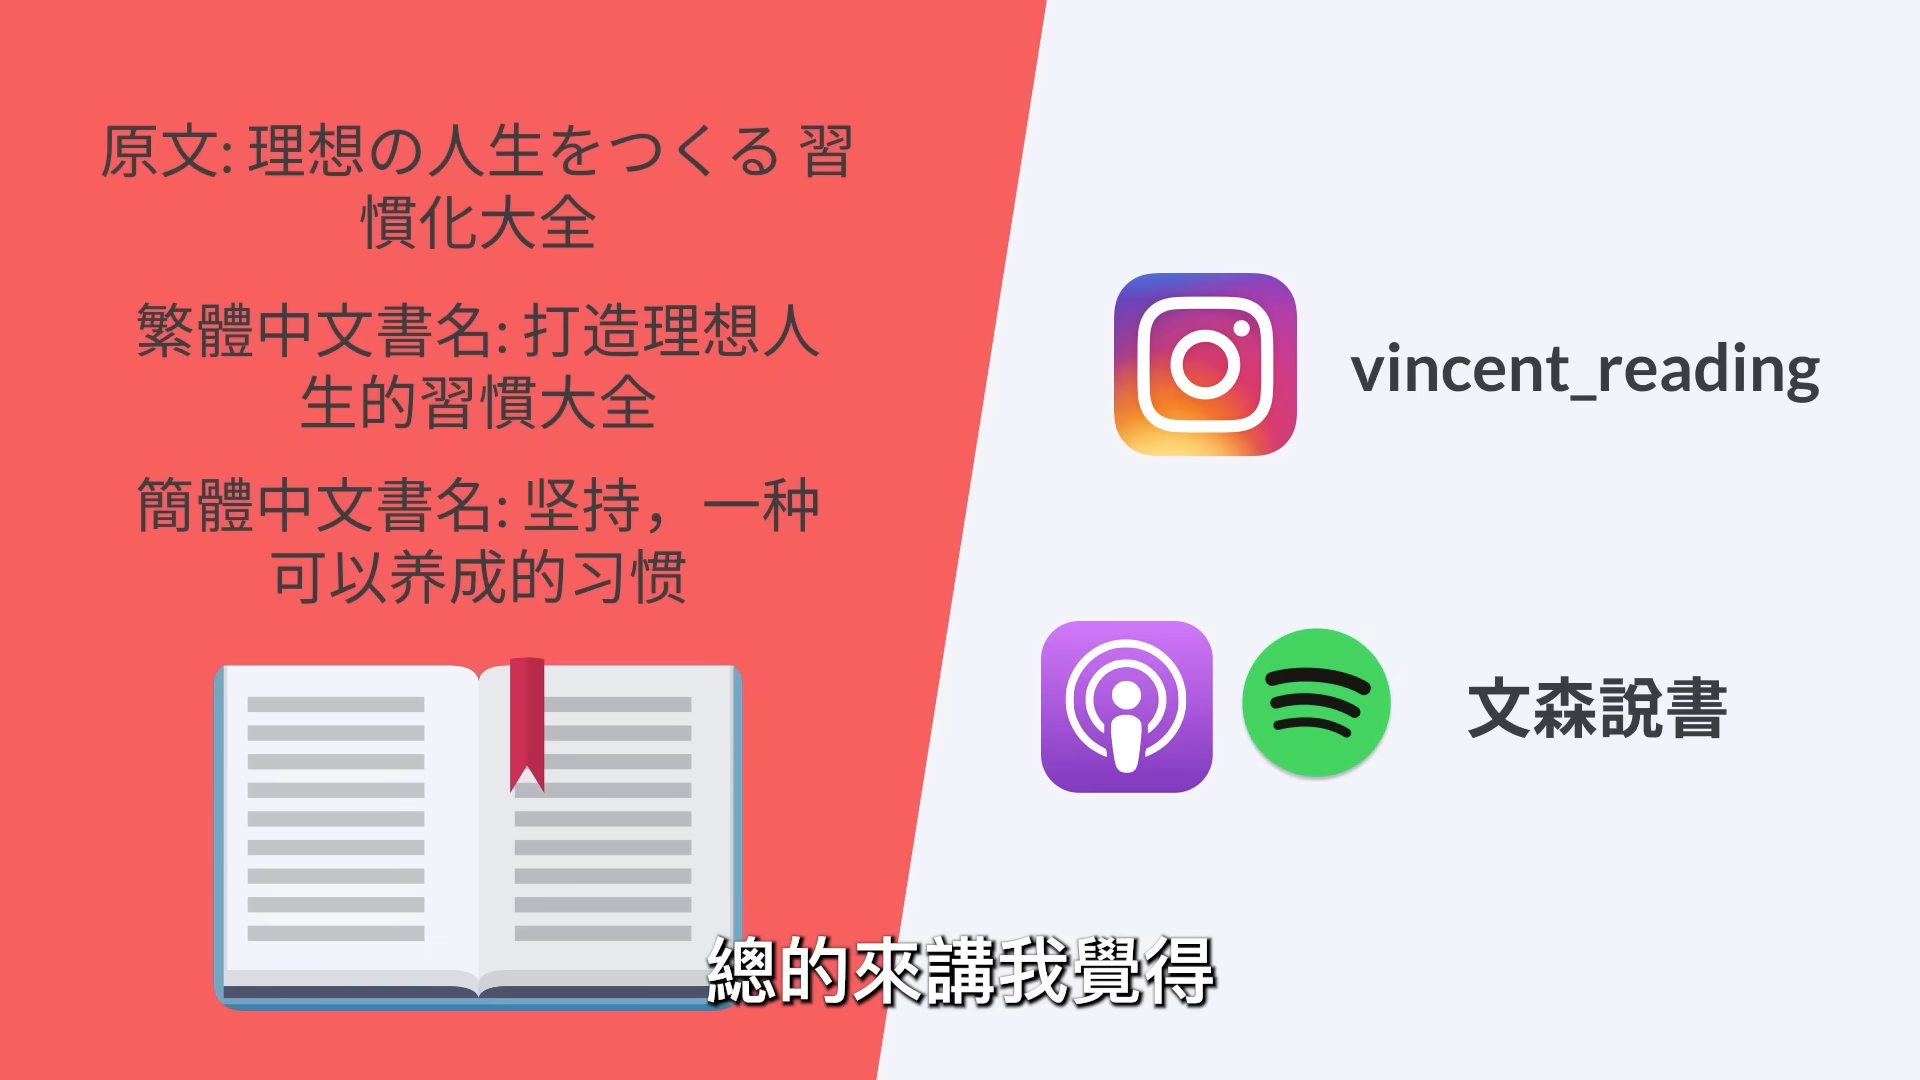 原文: 理想の人生をつくる 習
慣化大全
繁體中文書名: 打造理想人
生的習慣大全
簡體中文書名: 坚持，一种
可以养成的习惯
vincent_reading
文森說書
總的來講我覺得